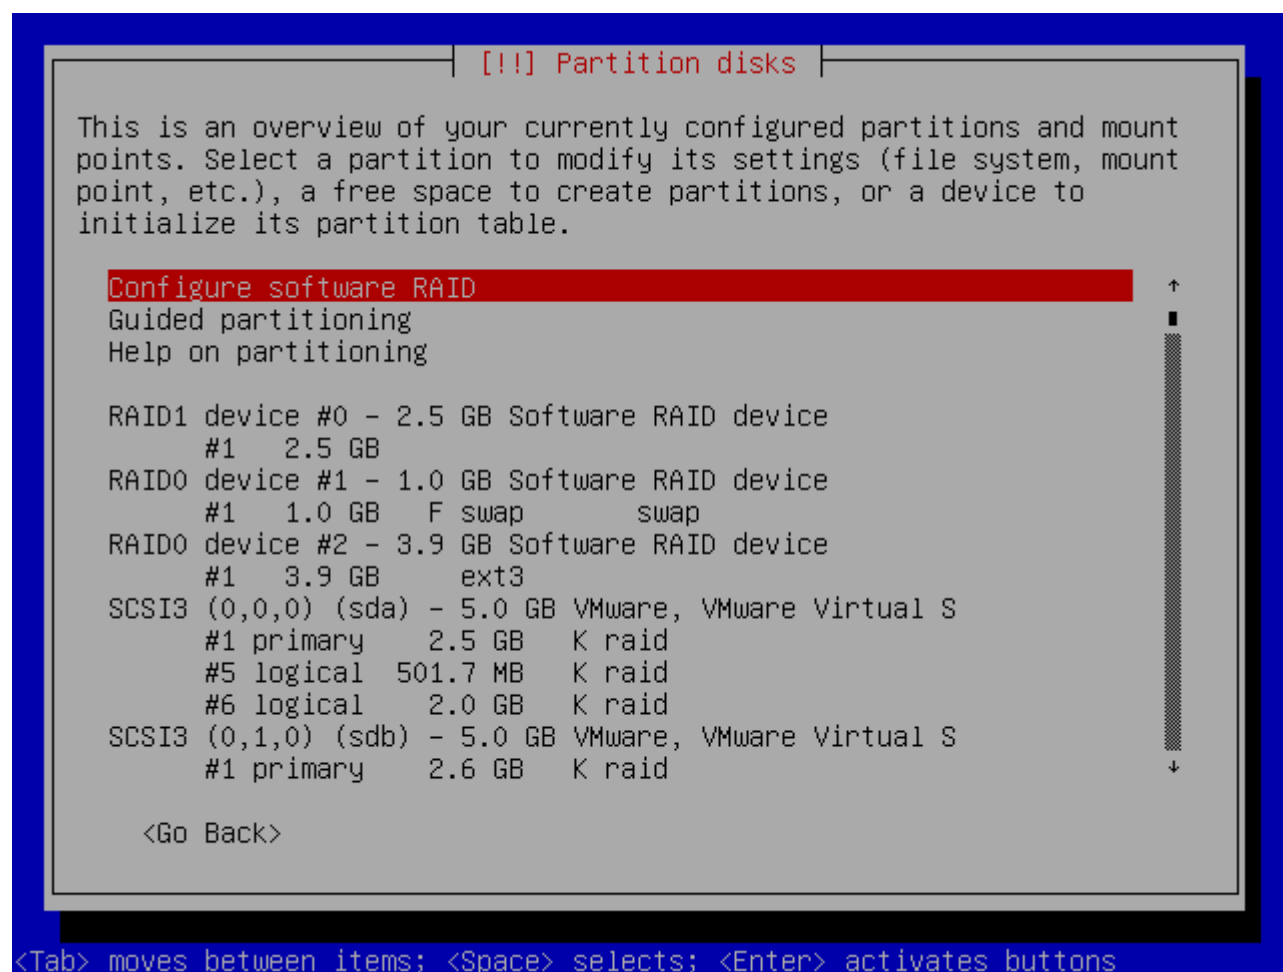 [!!] Partition disks
This is an overview of your currently configured partitions and mount
points. Select a partition to modify its settings (file system, mount
point, etc.), a free space to create partitions, or a device to
initialize its partition table.
Configure software RAID
Guided partitioning
Help on partitioning
RAID1 device #0 - 2.5 GB Software RAID device
#1 2.5 GB
RAID0 device #1 - 1.0 GB Software RAID device
#1 1.0 GB F swap swap
RAID0 device #2 - 3.9 GB Software RAID device
#1 3.9 GB ext3
SCSI3 (0,0,0) (sda) - 5.0 GB VMware, VMware Virtual S
#1 primary 2.5 GB K raid
#5 logical 501.7 MB K raid
#6 logical 2.0 GB K raid
SCSI3 (0,1,0) (sdb) - 5.0 GB VMware, VMware Virtual S
#1 primary 2.6 GB K raid
<Go Back>
<Tab> moves between items; <Space> selects; <Enter> activates buttons